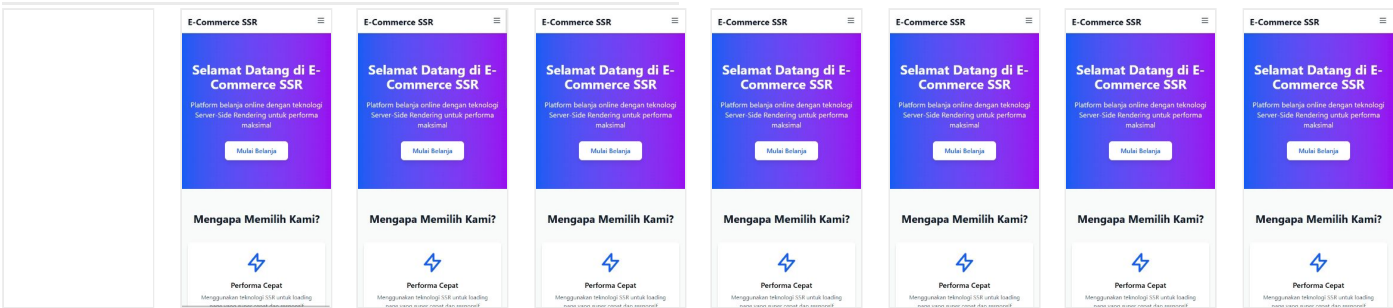 E-Commerce SSR
Selamat Datang di E-
Commerce SSR
Platform belanja online dengan teknologi
Server-Side Rendering untuk performa
maksimal
Mulai Belanja
Mengapa Memilih Kami?
Performa Cepat
Menggunakan teknologi SSR untuk loading
E-Commerce SSR
Selamat Datang di E-
Commerce SSR
Platform belanja online dengan teknologi
Server-Side Rendering untuk performa
maksimal
Mulai Belanja
Mengapa Memilih Kami?
Performa Cepat
Menggunakan teknologi SSR untuk loading
E-Commerce SSR
Selamat Datang di E-
Commerce SSR
Platform belanja online dengan teknologi
Server-Side Rendering untuk performa
maksimal
Mulai Belanja
Mengapa Memilih Kami?
Performa Cepat
Menggunakan teknologi SSR untuk loading
E-Commerce SSR
Selamat Datang di E-
Commerce SSR
Platform belanja online dengan teknologi
Server-Side Rendering untuk performa
maksimal
Mulai Belanja
Mengapa Memilih Kami?
Performa Cepat
Menggunakan teknologi SSR untuk loading
E-Commerce SSR
Selamat Datang di E-
Commerce SSR
Platform belanja online dengan teknologi
Server-Side Rendering untuk performa
maksimal
Mulai Belanja
Mengapa Memilih Kami?
Performa Cepat
Menggunakan teknologi SSR untuk loading
E-Commerce SSR
Selamat Datang di E-
Commerce SSR
Platform belanja online dengan teknologi
Server-Side Rendering untuk performa
maksimal
Mulai Belanja
Mengapa Memilih Kami?
Performa Cepat
Menggunakan teknologi SSR untuk loading
E-Commerce SSR
Selamat Datang di E-
Commerce SSR
Platform belanja online dengan teknologi
Server-Side Rendering untuk performa
maksimal
Mulai Belanja
Mengapa Memilih Kami?
Performa Cepat
Menggunakan teknologi SSR untuk loading